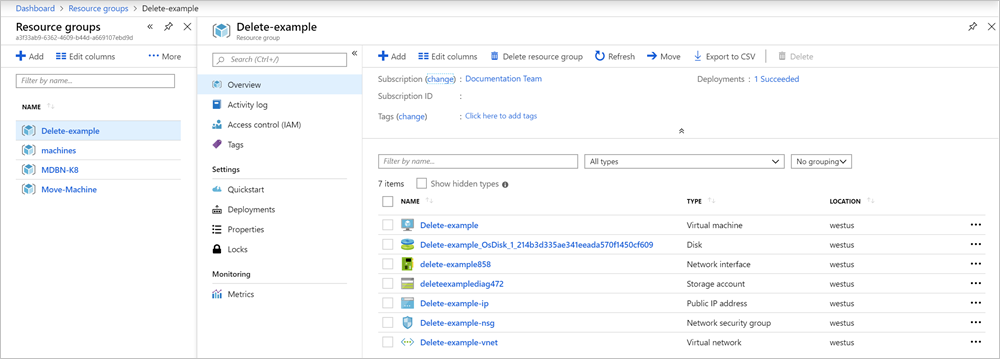 Dashboard > Resource groups > Delete-example
Resource groups
a3f33ab9-6362-4609-b44d-a669107ebd9d
Add Edit columns More
Filter by name...
NAME
Delete-example
machines
MDBN-K8
Move-Machine
Delete-example
Resource group
Search (Ctrl+/)
Overview
Activity log
Access control (IAM)
Tags
Settings
Quickstart
Deployments
Properties
Locks
Monitoring
Metrics
Add Edit columns Delete resource group Refresh Move Export to CSV Delete
Subscription (change) : Documentation Team Deployments : 1 Succeeded
Subscription ID :
Tags (change) : Click here to add tags
Filter by name... All types No grouping
7 items Show hidden types
NAME TYPE LOCATION
Delete-example Virtual machine westus
Delete-example_OsDisk_1_214b3d335ae341eeada570f1450cf609 Disk westus
delete-example858 Network interface westus
deleteexamplediag472 Storage account westus
Delete-example-ip Public IP address westus
Delete-example-nsg Network security group westus
Delete-example-vnet Virtual network westus